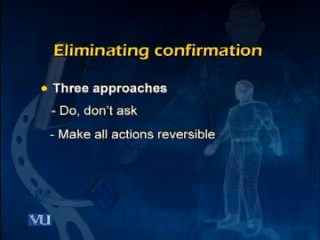 Eliminating confirmation
• Three approaches
- Do, don't ask
- Make all actions reversible
VU